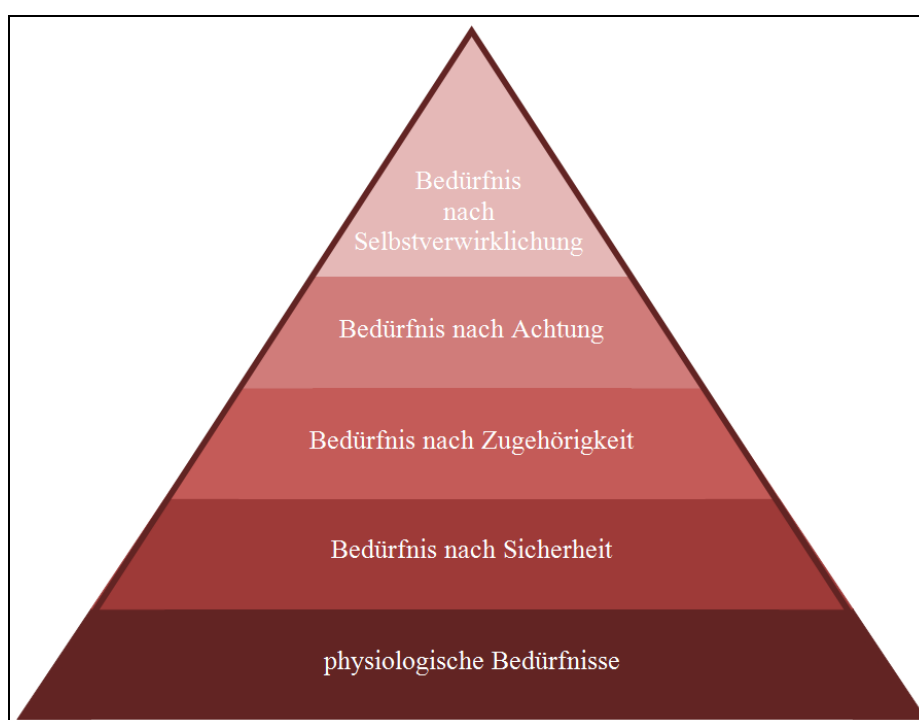 Bedürfnis
nach
Selbstverwirklichung
Bedürfnis nach Achtung
Bedürfnis nach Zugehörigkeit
Bedürfnis nach Sicherheit
physiologische Bedürfnisse